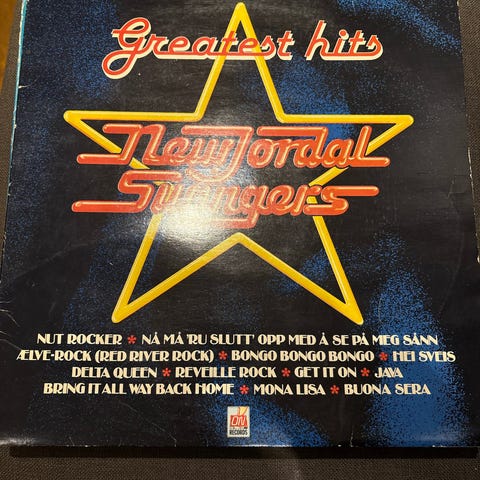 Greatest hits
New Jordal
Swingers
NUT ROCKER * NÅ MÅ 'RU SLUTT' OPP MED Å SE PÅ MEG SÅNN
ÆLVE-ROCK (RED RIVER ROCK) * BONGO BONGO BONGO * HEI SVEIS
DELTA QUEEN * REVEILLE ROCK * GET IT ON * JAVA
BRING IT ALL WAY BACK HOME * MONA LISA * BUONA SERA
ON
RECORDS